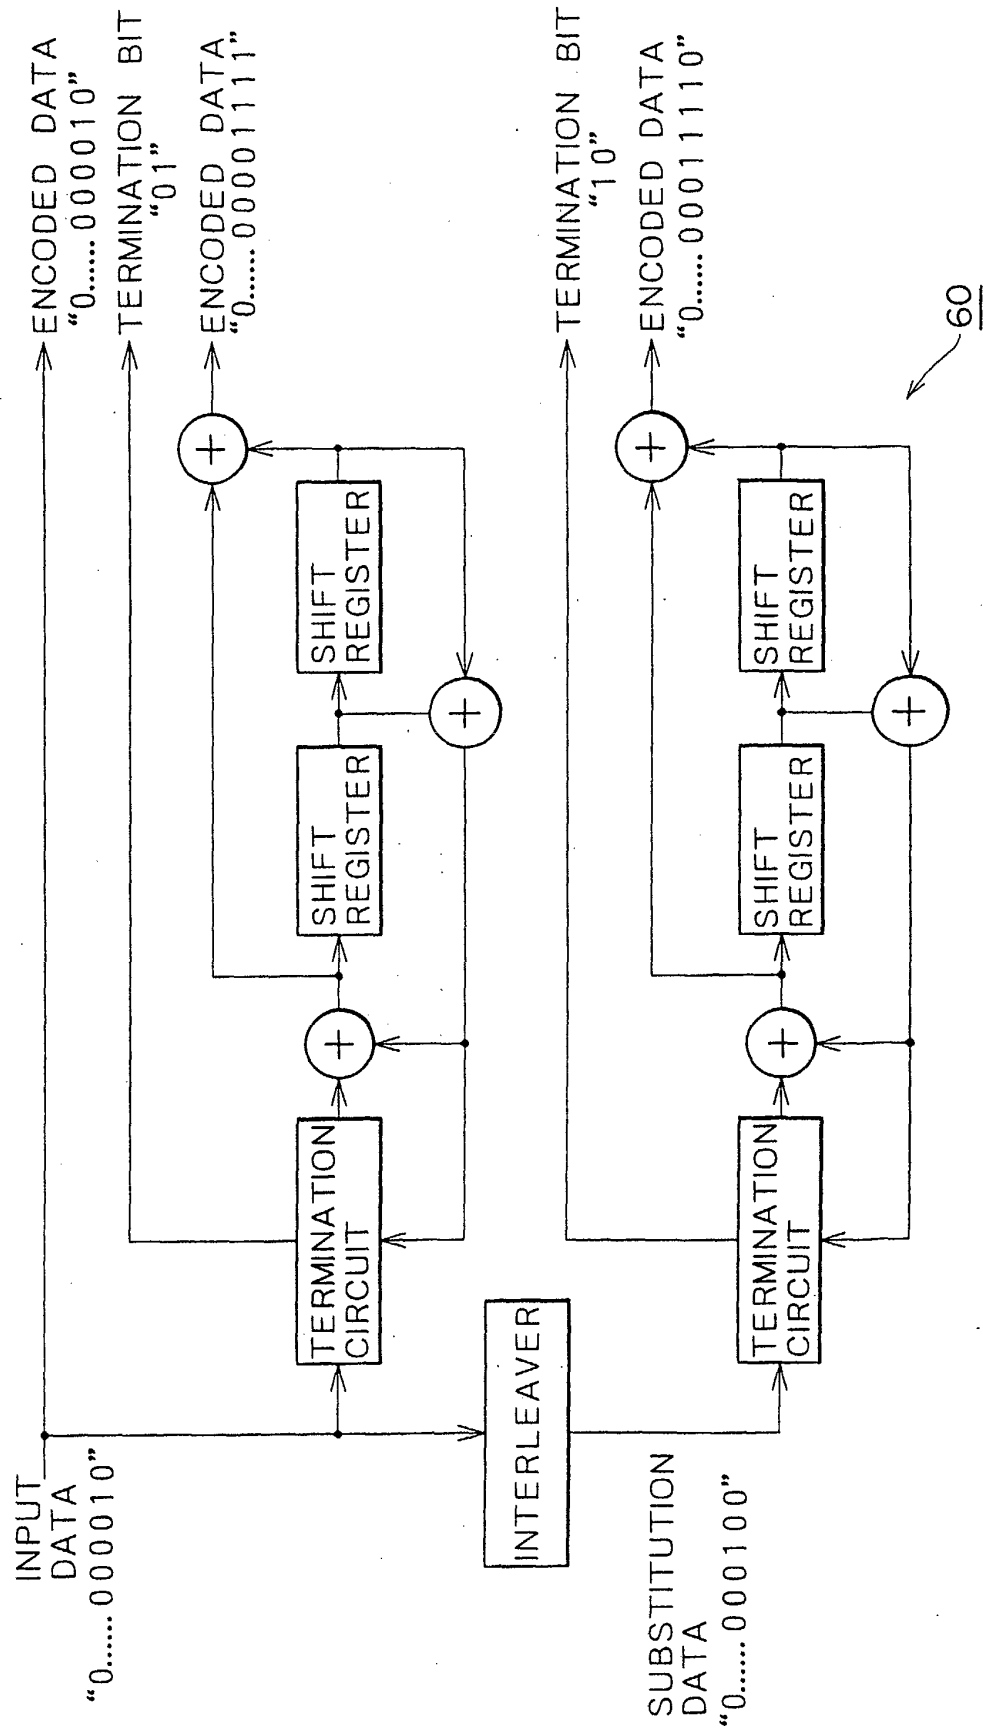 INPUT
DATA
“0......000010”
ENCODED DATA
“0......000010”
TERMINATION BIT
“01”
ENCODED DATA
“0......00001111”
TERMINATION
CIRCUIT
+
SHIFT
REGISTER
SHIFT
REGISTER
+
+
INTERLEAVER
SUBSTITUTION
DATA
“0......000100”
TERMINATION BIT
“10”
ENCODED DATA
“0......00011110”
TERMINATION
CIRCUIT
+
SHIFT
REGISTER
SHIFT
REGISTER
+
+
60